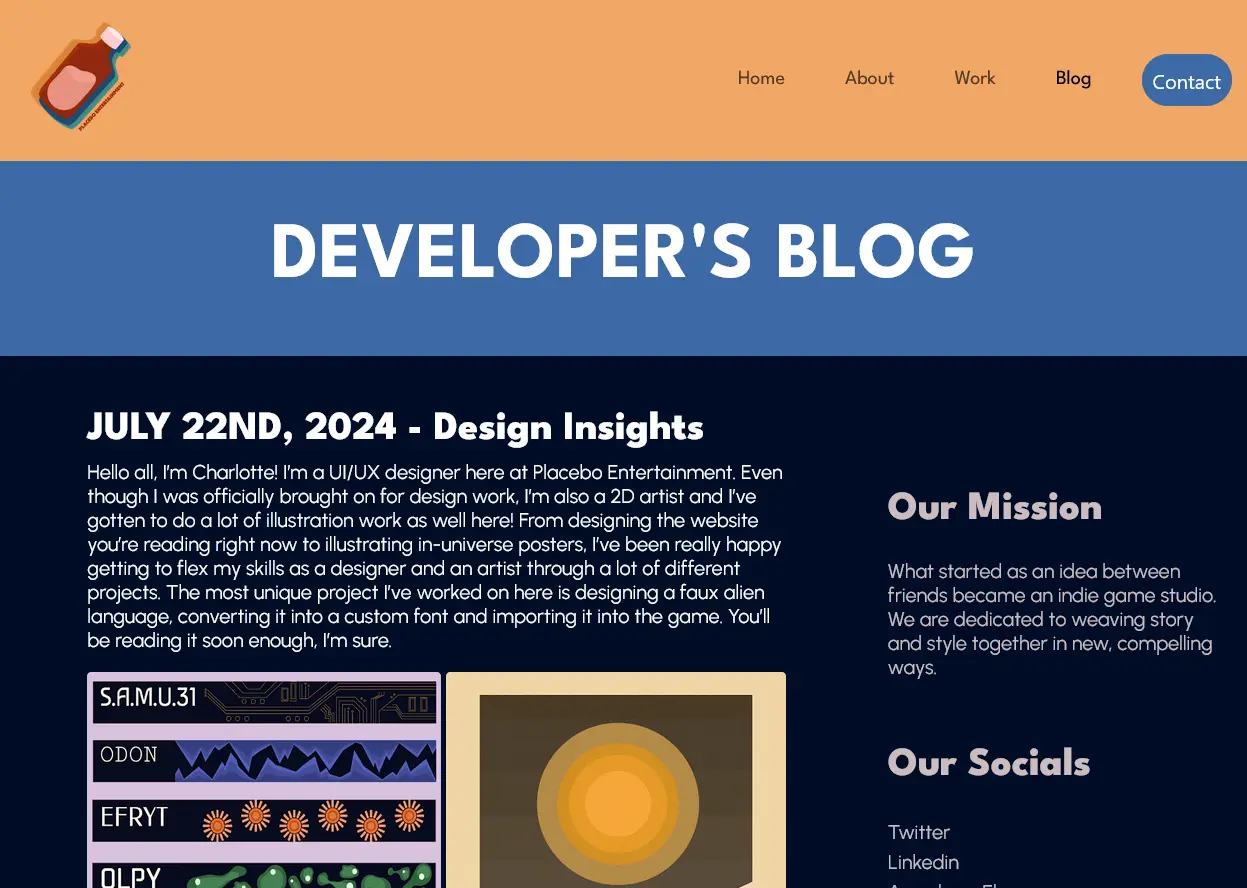 PLACEBO ENTERTAINMENT
Home
About
Work
Blog
Contact
DEVELOPER'S BLOG
JULY 22ND, 2024 - Design Insights
Hello all, I'm Charlotte! I'm a UI/UX designer here at Placebo Entertainment. Even
though I was officially brought on for design work, I'm also a 2D artist and I've
gotten to do a lot of illustration work as well here! From designing the website
you're reading right now to illustrating in-universe posters, I've been really happy
getting to flex my skills as a designer and an artist through a lot of different
projects. The most unique project I've worked on here is designing a faux alien
language, converting it into a custom font and importing it into the game. You'll
be reading it soon enough, I'm sure.
S.A.M.U.31
ODON
EFRYT
OLPY
Our Mission
What started as an idea between
friends became an indie game studio.
We are dedicated to weaving story
and style together in new, compelling
ways.
Our Socials
Twitter
Linkedin